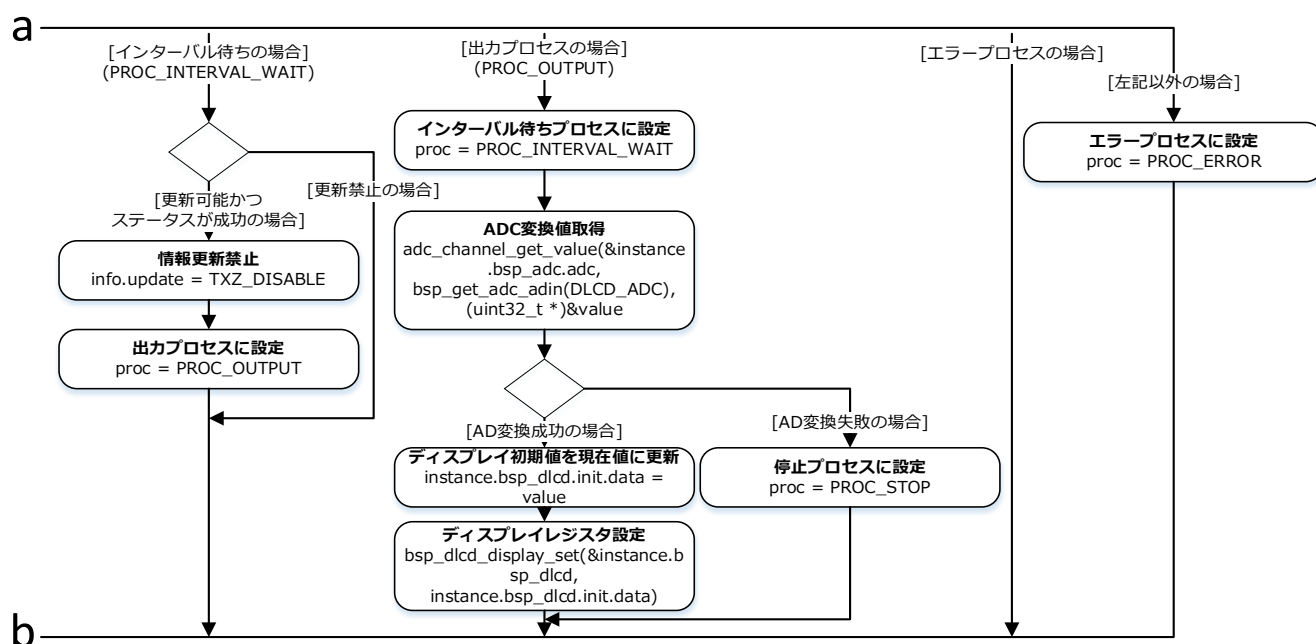 a
[インターバル待ちの場合]
(PROC_INTERVAL_WAIT)
[更新可能かつ
ステータスが成功の場合]
[更新禁止の場合]
情報更新禁止
info.update = TXZ_DISABLE
出力プロセスに設定
proc = PROC_OUTPUT
[出力プロセスの場合]
(PROC_OUTPUT)
インターバル待ちプロセスに設定
proc = PROC_INTERVAL_WAIT
ADC変換値取得
adc_channel_get_value(&instance
.bsp_adc.adc,
bsp_get_adc_adin(DLCD_ADC),
(uint32_t *)&value
[AD変換成功の場合]
ディスプレイ初期値を現在値に更新
instance.bsp_dlcd.init.data =
value
ディスプレイレジスタ設定
bsp_dlcd_display_set(&instance.b
sp_dlcd,
instance.bsp_dlcd.init.data)
[AD変換失敗の場合]
停止プロセスに設定
proc = PROC_STOP
[エラープロセスの場合]
[左記以外の場合]
エラープロセスに設定
proc = PROC_ERROR
b